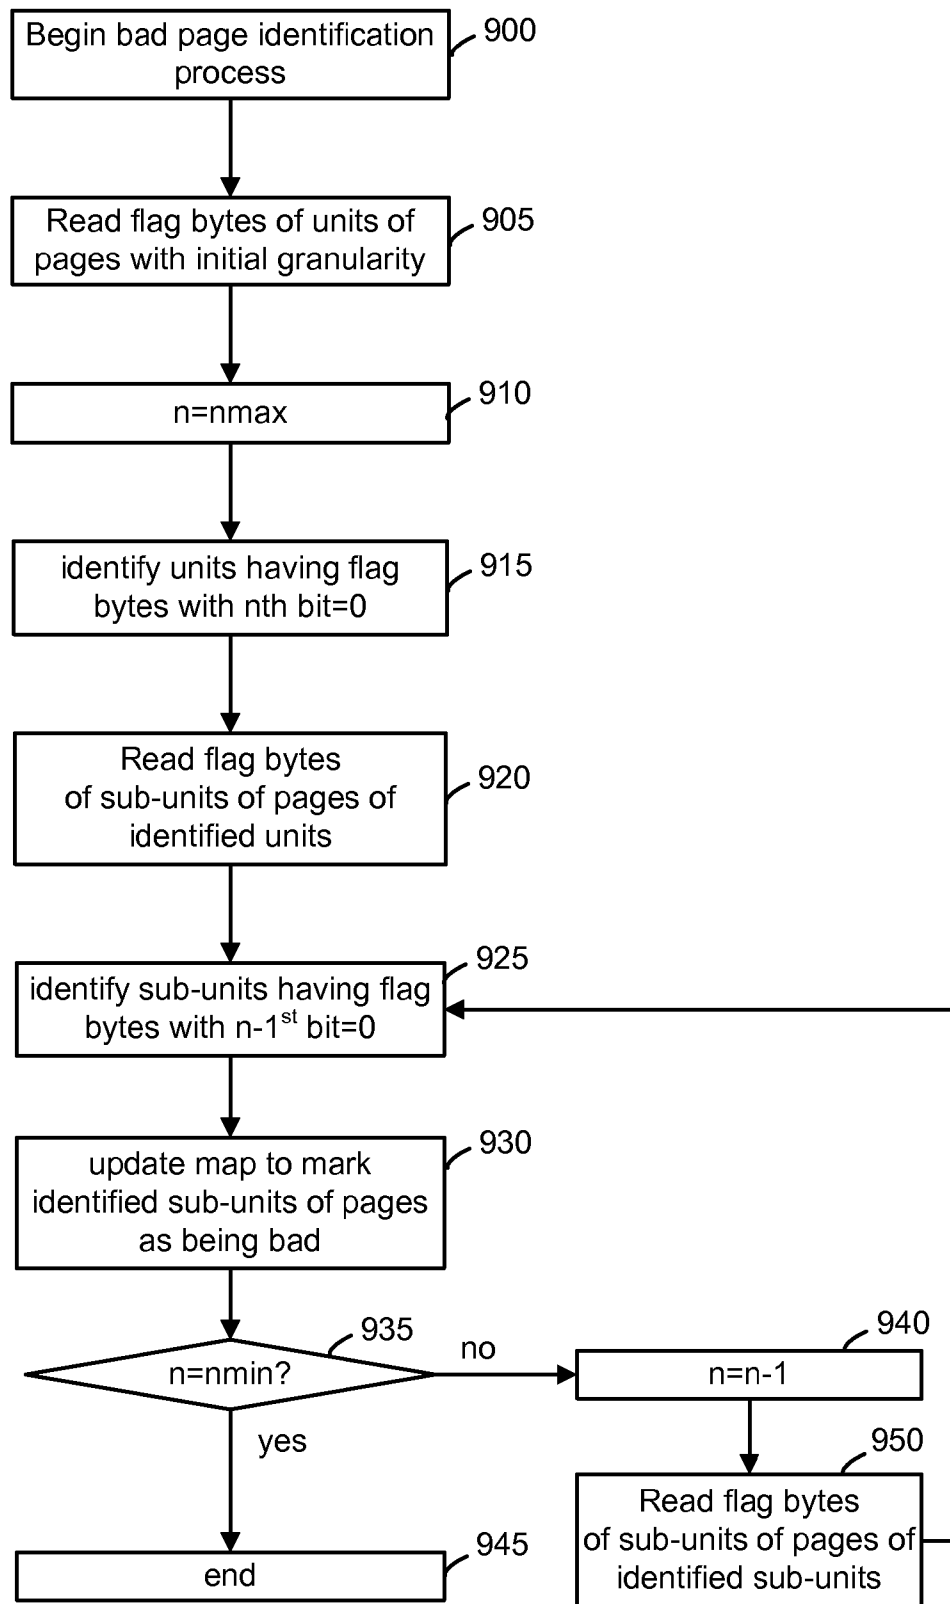 Begin bad page identification
process
900
Read flag bytes of units of
pages with initial granularity
905
n=nmax
910
identify units having flag
bytes with nth bit=0
915
Read flag bytes
of sub-units of pages of
identified units
920
identify sub-units having flag
bytes with n-1st bit=0
925
update map to mark
identified sub-units of pages
as being bad
930
n=nmin?
935
no
n=n-1
940
yes
Read flag bytes
of sub-units of pages of
identified sub-units
950
end
945